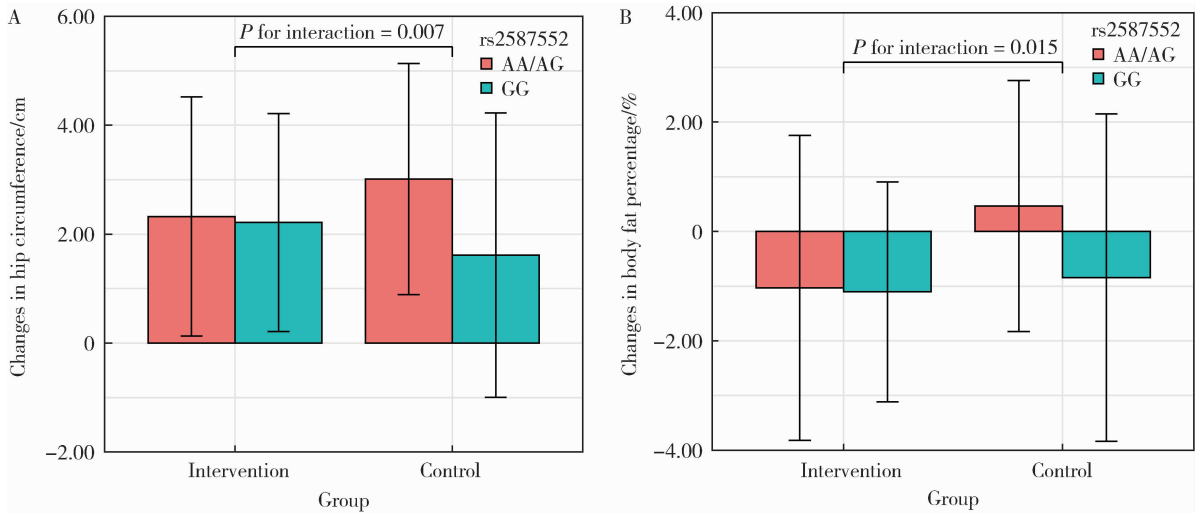 A
6.00
4.00
2.00
0
−2.00
Changes in hip circumference/cm
P for interaction = 0.007
rs2587552
AA/AG
GG
Intervention
Control
Group
B
4.00
2.00
0
−2.00
−4.00
Changes in body fat percentage/%
P for interaction = 0.015
rs2587552
AA/AG
GG
Intervention
Control
Group